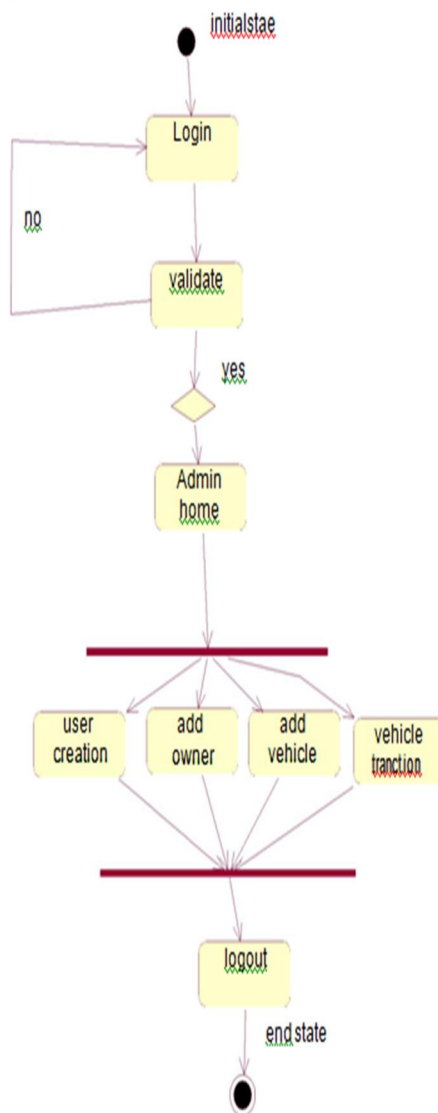 initialstae
Login
no
validate
yes
Admin
home
user
creation
add
owner
add
vehicle
vehicle
tranction
logout
end state